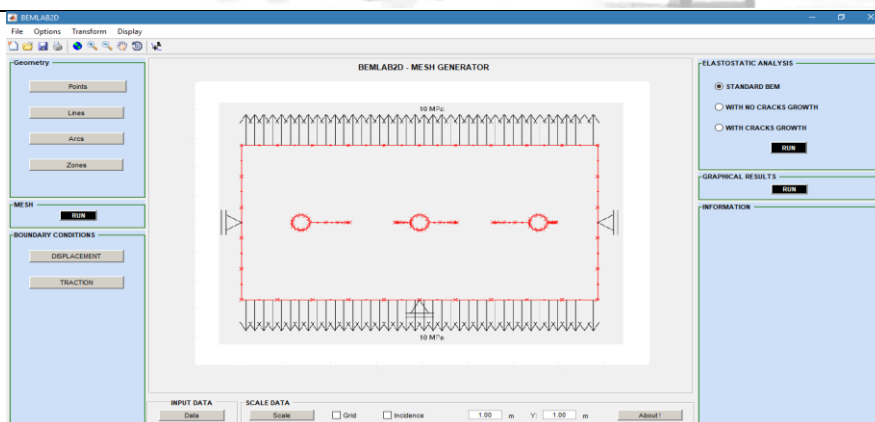 BEMLAB2D
File Options Transform Display
Geometry
Points
Lines
Arcs
Zones
MESH
RUN
BOUNDARY CONDITIONS
DISPLACEMENT
TRACTION
BEMLAB2D - MESH GENERATOR
10 MPa
10 MPa
INPUT DATA
Data
SCALE DATA
Scale
Grid
Incidence
1.00 m Y: 1.00 m
About!
ELASTOSTATIC ANALYSIS
STANDARD BEM
WITH NO CRACKS GROWTH
WITH CRACKS GROWTH
RUN
GRAPHICAL RESULTS
RUN
INFORMATION